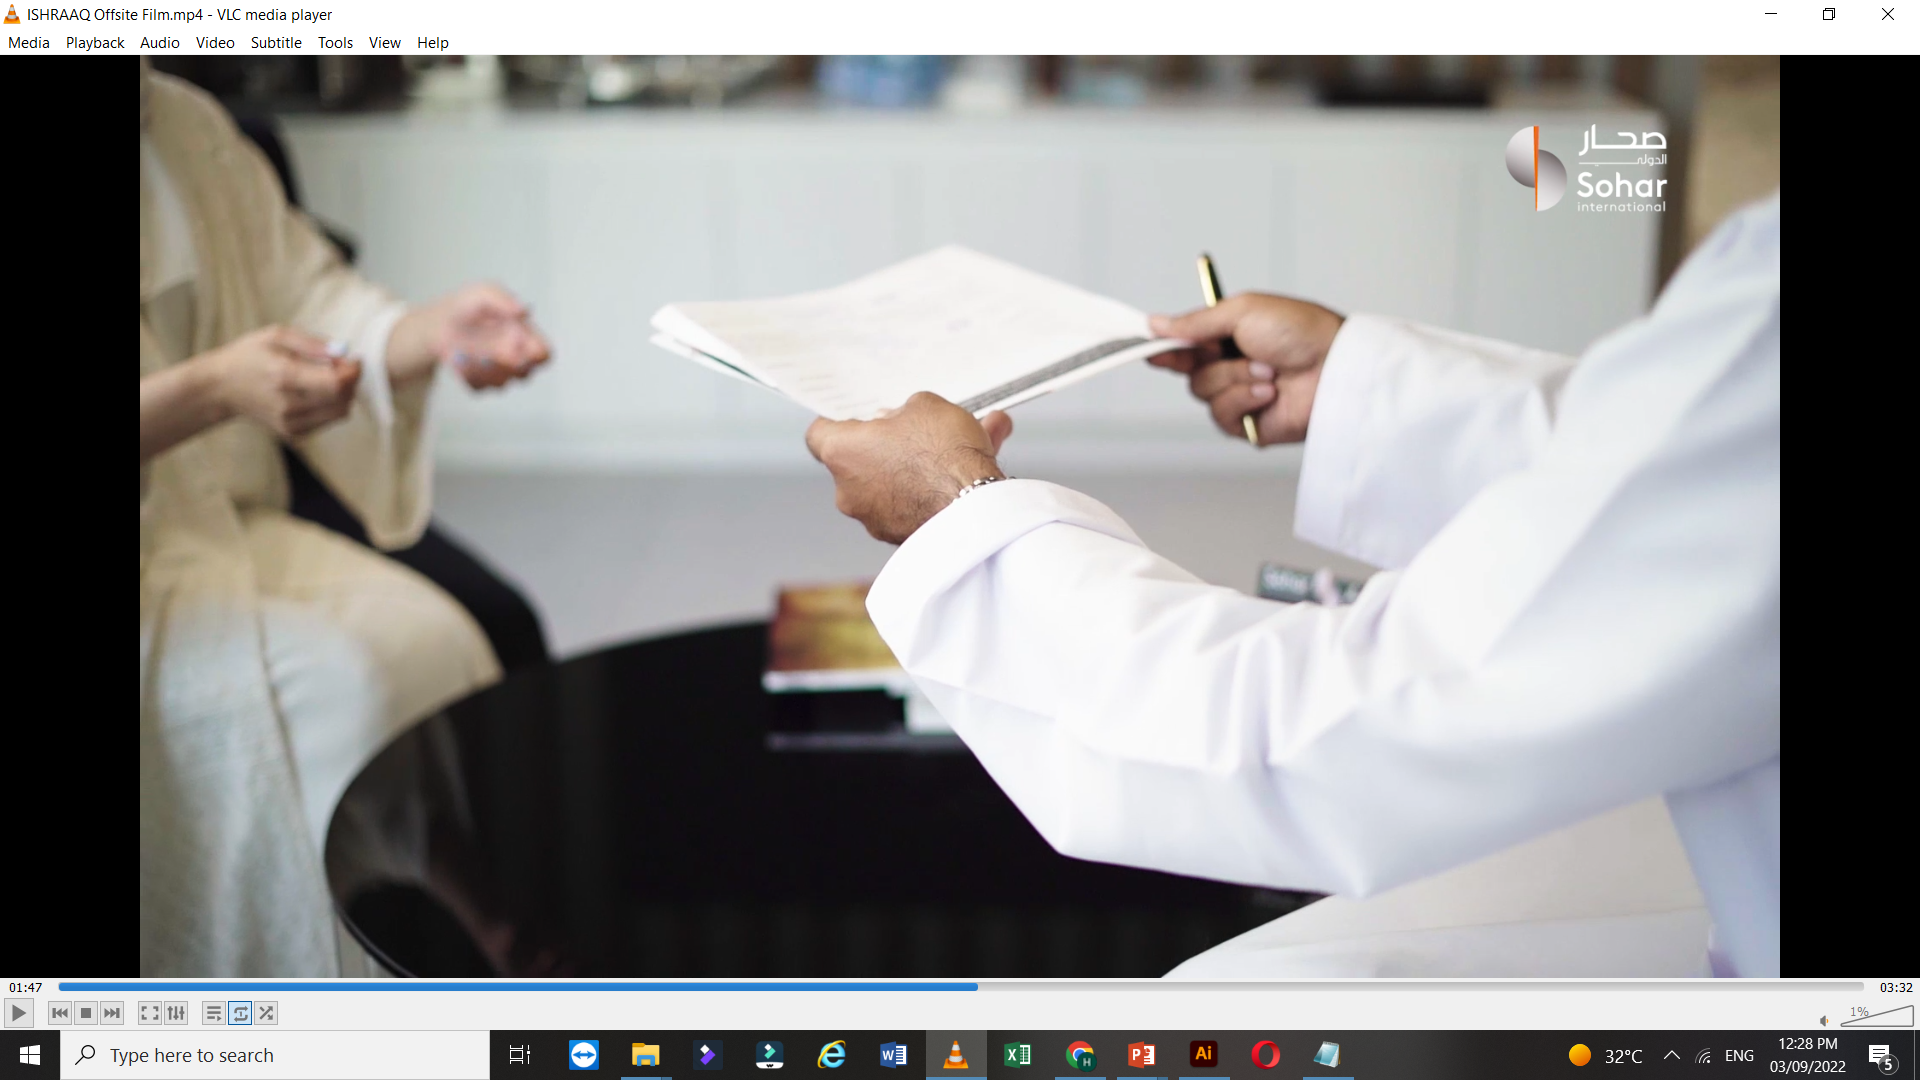 ISHRAAQ Offsite Film.mp4 - VLC media player
Media Playback Audio Video Subtitle Tools View Help
صحار
الدولي
Sohar
international
01:47
03:32
1%
Type here to search
32°C
ENG
12:28 PM
03/09/2022
5